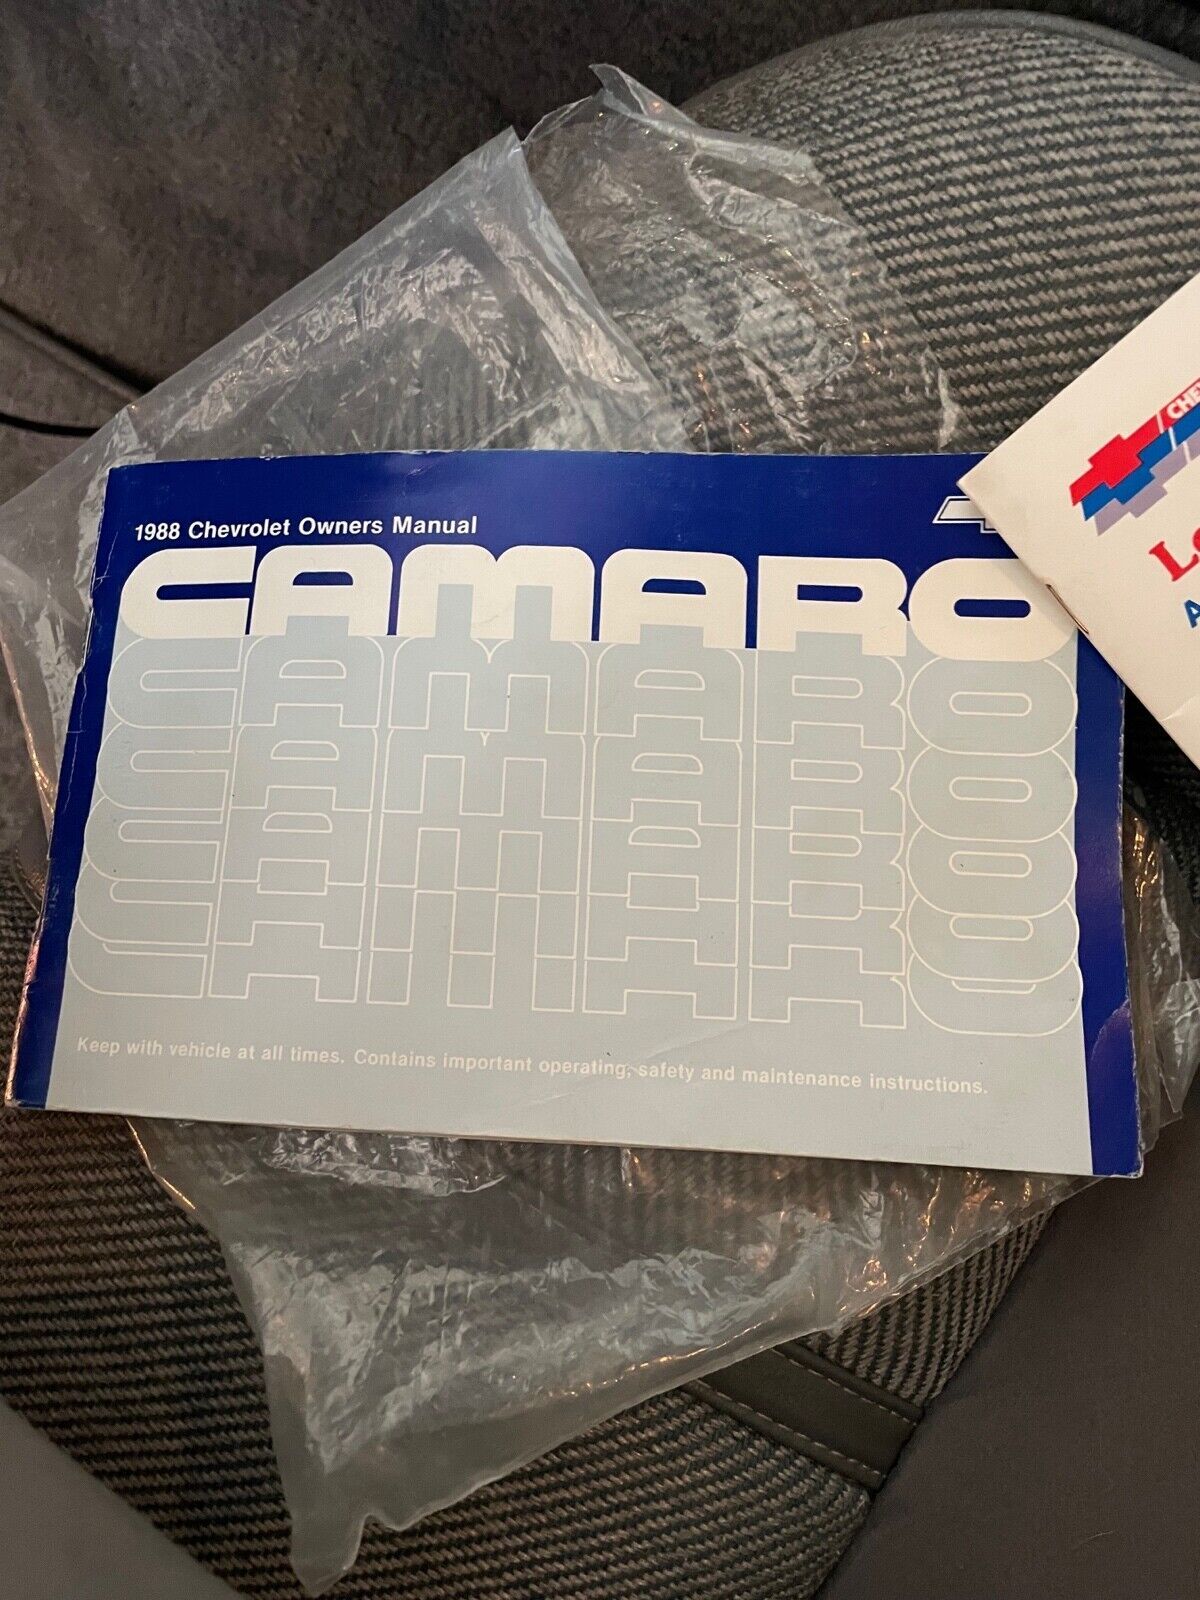 1988 Chevrolet Owners Manual
CAMARO
CAMARO
CAMARO
CAMARO
CAMARO
CAMARO
Keep with vehicle at all times. Contains important operating, safety and maintenance instructions.